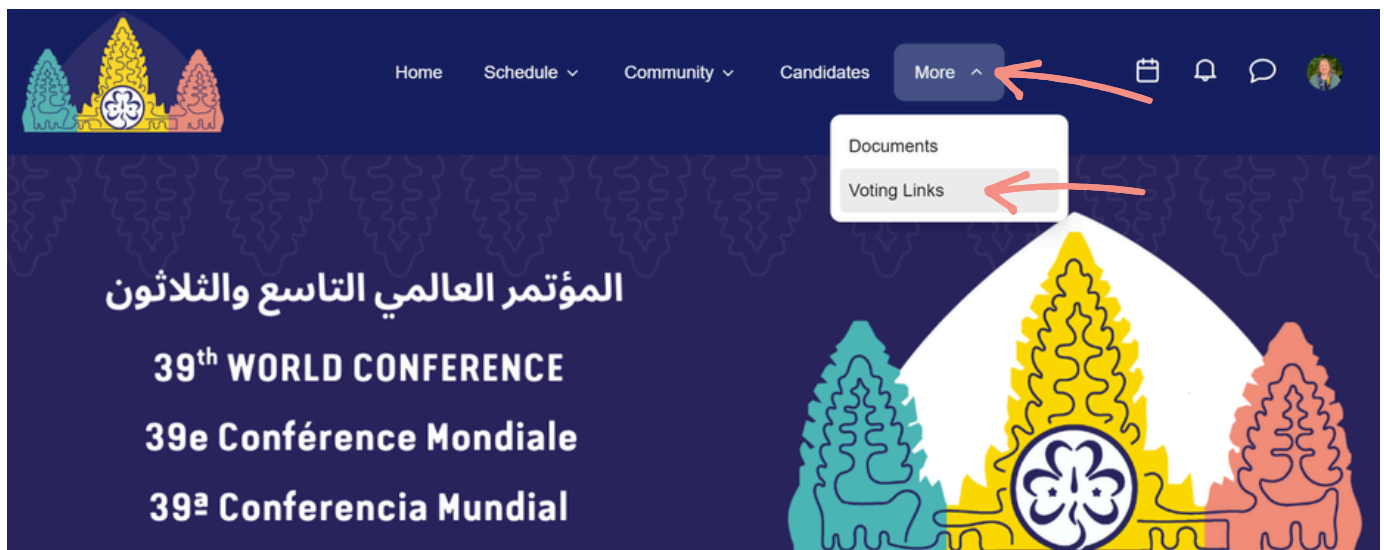 Home Schedule Community Candidates More
Documents
Voting Links
المؤتمر العالمي التاسع والثلاثون
39th WORLD CONFERENCE
39e Conférence Mondiale
39ª Conferencia Mundial